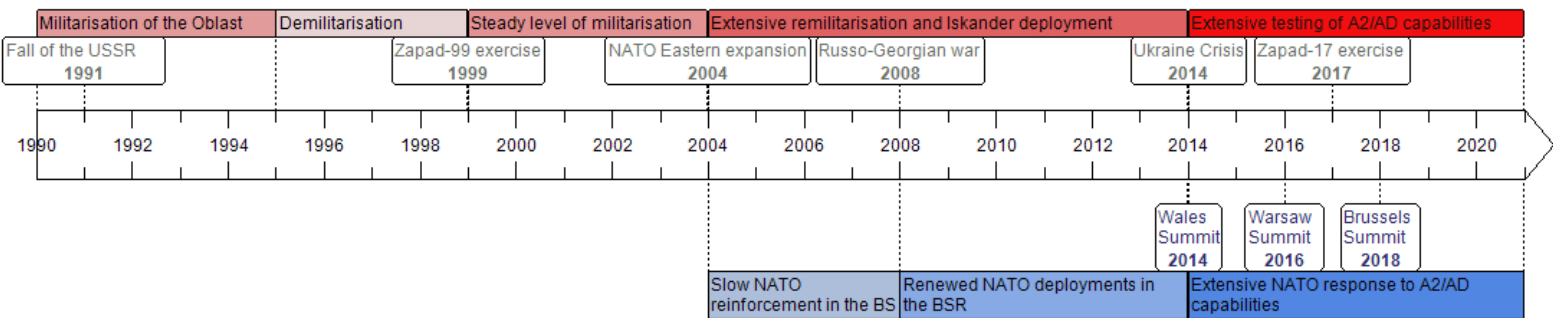 Militarisation of the Oblast
Demilitarisation
Steady level of militarisation
Extensive remilitarisation and Iskander deployment
Extensive testing of A2/AD capabilities
Fall of the USSR
1991
Zapad-99 exercise
1999
NATO Eastern expansion
2004
Russo-Georgian war
2008
Ukraine Crisis
2014
Zapad-17 exercise
2017
1990 1992 1994 1996 1998 2000 2002 2004 2006 2008 2010 2012 2014 2016 2018 2020
Wales
Summit
2014
Warsaw
Summit
2016
Brussels
Summit
2018
Slow NATO
reinforcement in the BS
Renewed NATO deployments in
the BSR
Extensive NATO response to A2/AD
capabilities